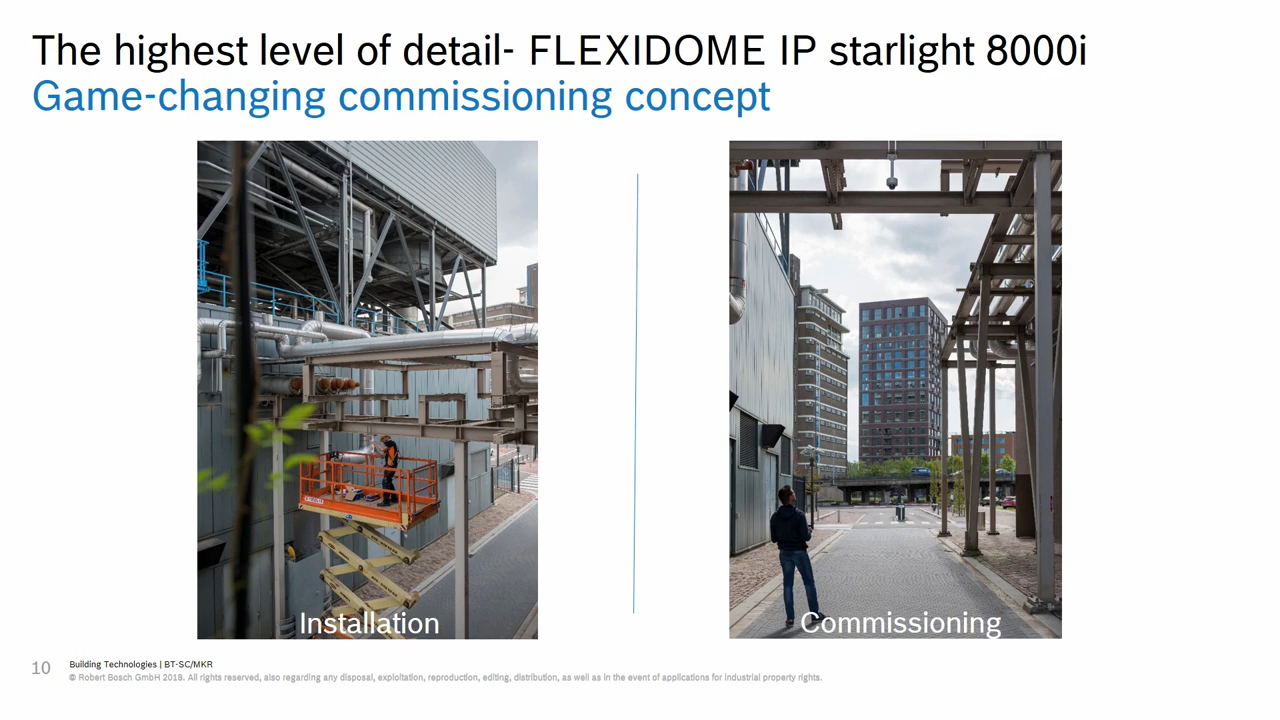 The highest level of detail- FLEXIDOME IP starlight 8000i
Game-changing commissioning concept
Installation
Commissioning
10
Building Technologies | BT-SC/MKR
© Robert Bosch GmbH 2018. All rights reserved, also regarding any disposal, exploitation, reproduction, editing, distribution, as well as in the event of applications for industrial property rights.